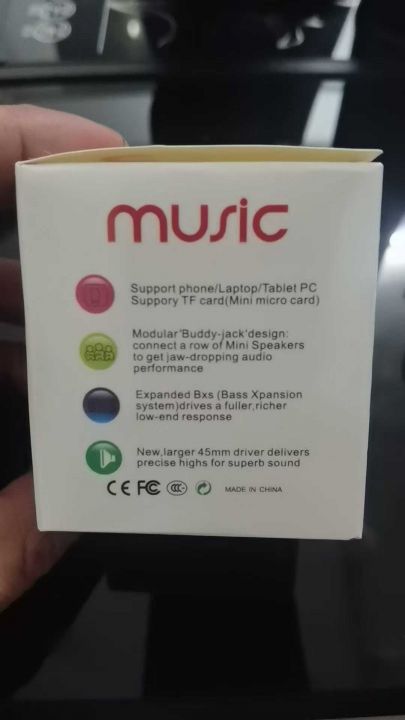 music
Support phone/Laptop/Tablet PC
Suppory TF card(Mini micro card)
Modular'Buddy-jack'design:
connect a row of Mini Speakers
to get jaw-dropping audio
performance
Expanded Bxs (Bass Xpansion
system)drives a fuller,richer
low-end response
New,larger 45mm driver delivers
precise highs for superb sound
CE FC CCC MADE IN CHINA